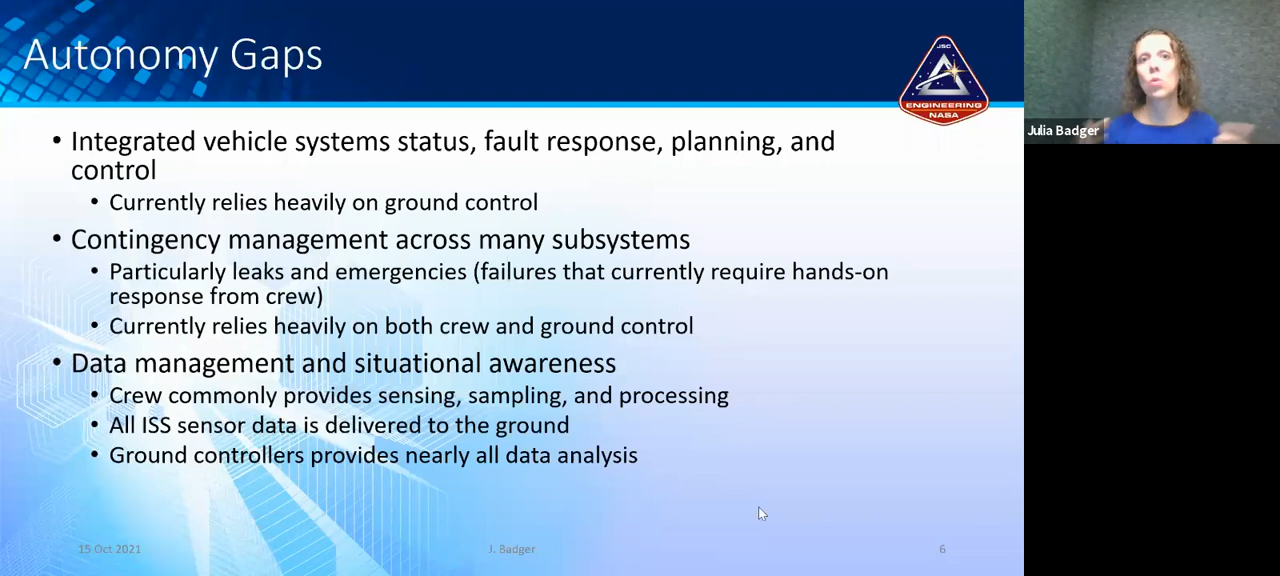 Autonomy Gaps
JSC
ENGINEERING
NASA
Julia Badger
• Integrated vehicle systems status, fault response, planning, and
control
• Currently relies heavily on ground control
• Contingency management across many subsystems
• Particularly leaks and emergencies (failures that currently require hands-on
response from crew)
• Currently relies heavily on both crew and ground control
• Data management and situational awareness
• Crew commonly provides sensing, sampling, and processing
• All ISS sensor data is delivered to the ground
• Ground controllers provides nearly all data analysis
15 Oct 2021
J. Badger
6